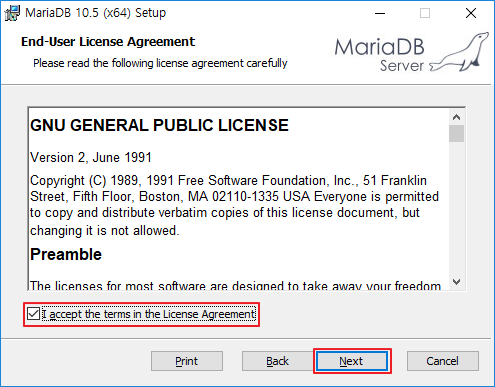 MariaDB 10.5 (x64) Setup
End-User License Agreement
Please read the following license agreement carefully
MariaDB
Server
GNU GENERAL PUBLIC LICENSE
Version 2, June 1991
Copyright (C) 1989, 1991 Free Software Foundation, Inc., 51 Franklin
Street, Fifth Floor, Boston, MA 02110-1335 USA Everyone is permitted
to copy and distribute verbatim copies of this license document, but
changing it is not allowed.
Preamble
The licenses for most software are designed to take away your freedom
I accept the terms in the License Agreement
Print
Back
Next
Cancel